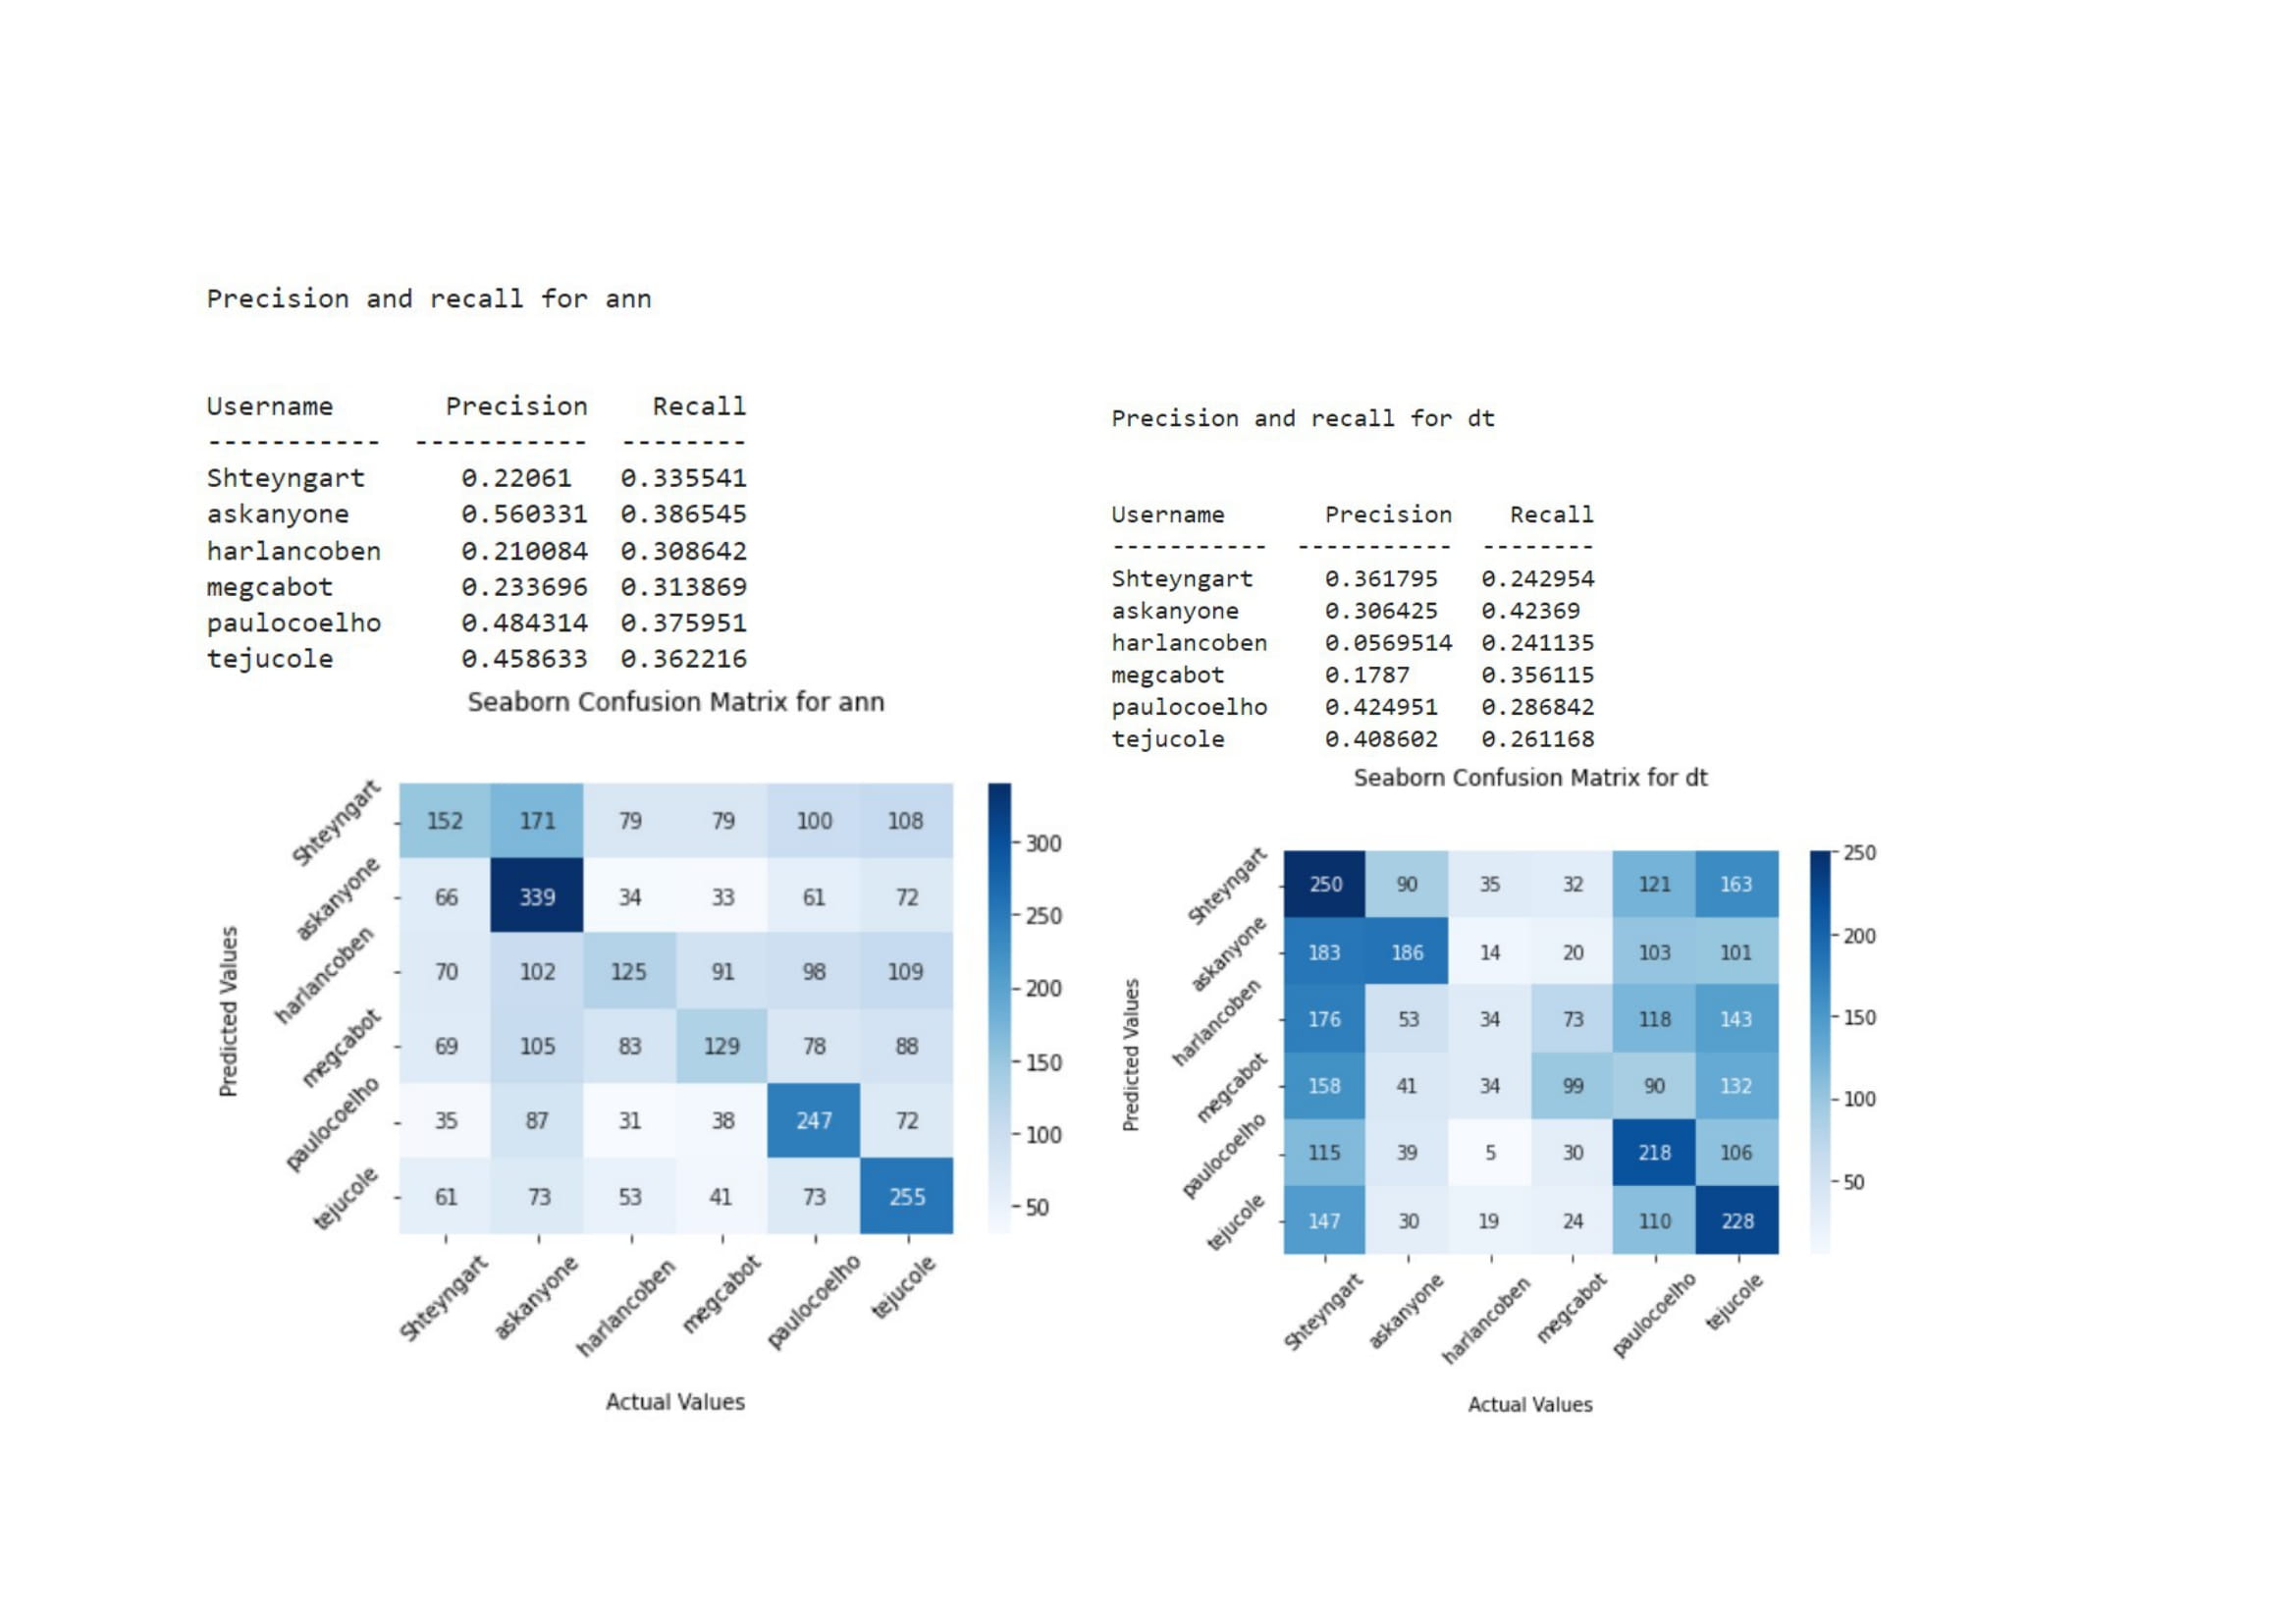 Precision and recall for ann
Username Precision Recall
----------- ----------- --------
Shteyngart 0.22061 0.335541
askanyone 0.560331 0.386545
harlancoben 0.210084 0.308642
megcabot 0.233696 0.313869
paulocoelho 0.484314 0.375951
tejucole 0.458633 0.362216
Seaborn Confusion Matrix for ann
Predicted Values
Shteyngart 152 171 79 79 100 108
askanyone 66 339 34 33 61 72
harlancoben 70 102 125 91 98 109
megcabot 69 105 83 129 78 88
paulocoelho 35 87 31 38 247 72
tejucole 61 73 53 41 73 255
300
250
200
150
100
50
Shteyngart askanyone harlancoben megcabot paulocoelho tejucole
Actual Values
Precision and recall for dt
Username Precision Recall
----------- ----------- --------
Shteyngart 0.361795 0.242954
askanyone 0.306425 0.42369
harlancoben 0.0569514 0.241135
megcabot 0.1787 0.356115
paulocoelho 0.424951 0.286842
tejucole 0.408602 0.261168
Seaborn Confusion Matrix for dt
Predicted Values
Shteyngart 250 90 35 32 121 163
askanyone 183 186 14 20 103 101
harlancoben 176 53 34 73 118 143
megcabot 158 41 34 99 90 132
paulocoelho 115 39 5 30 218 106
tejucole 147 30 19 24 110 228
250
200
150
100
50
Shteyngart askanyone harlancoben megcabot paulocoelho tejucole
Actual Values